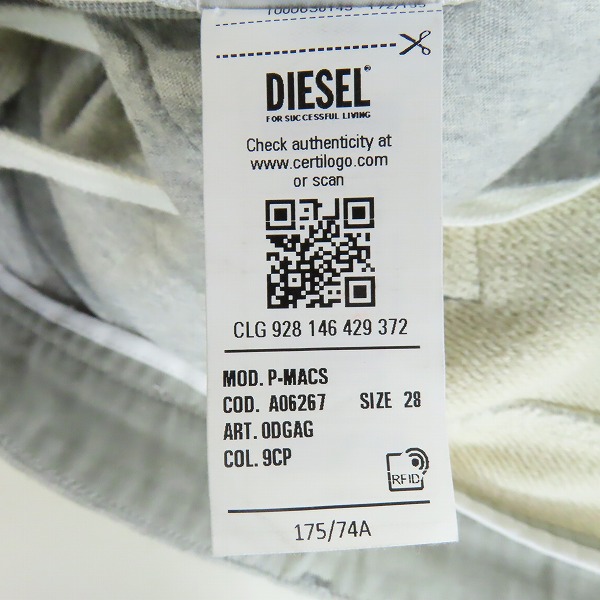 DIESEL®
FOR SUCCESSFUL LIVING
Check authenticity at
www.certilogo.com
or scan
CLG 928 146 429 372
MOD. P-MACS
COD. A06267 SIZE 28
ART. 0DGAG
COL. 9CP
RFID
175/74A